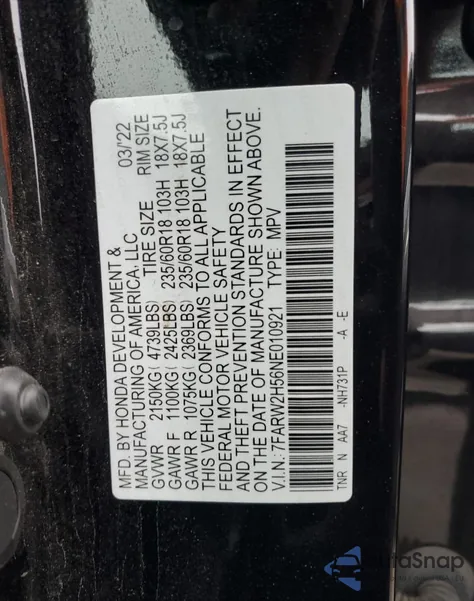 MFD. BY HONDA DEVELOPMENT &
MANUFACTURING OF AMERICA, LLC 03/'22
GVWR 2150KG( 4739LBS) TIRE SIZE RIM SIZE
GAWR F 1100KG( 2425LBS) 235/60R18 103H 18X7.5J
GAWR R 1075KG( 2369LBS) 235/60R18 103H 18X7.5J
THIS VEHICLE CONFORMS TO ALL APPLICABLE
FEDERAL MOTOR VEHICLE SAFETY
AND THEFT PREVENTION STANDARDS IN EFFECT
ON THE DATE OF MANUFACTURE SHOWN ABOVE.
V.I.N.: 7FARW2H56NE010921 TYPE: MPV
TNR N AA7 -NH731P -A -E
AutaSnap